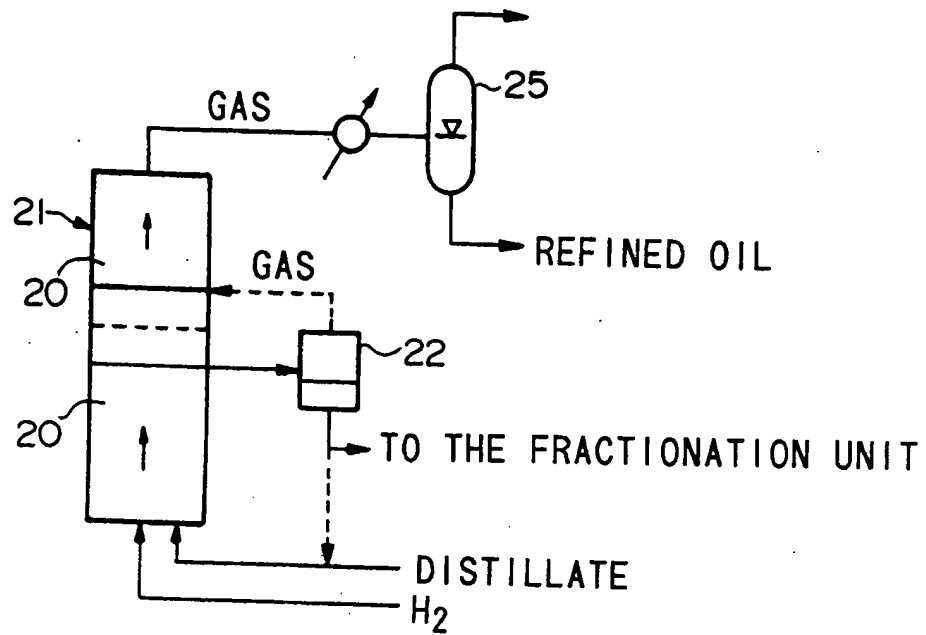 25
GAS
21
REFINED OIL
GAS
20
22
20
TO THE FRACTIONATION UNIT
DISTILLATE
H2